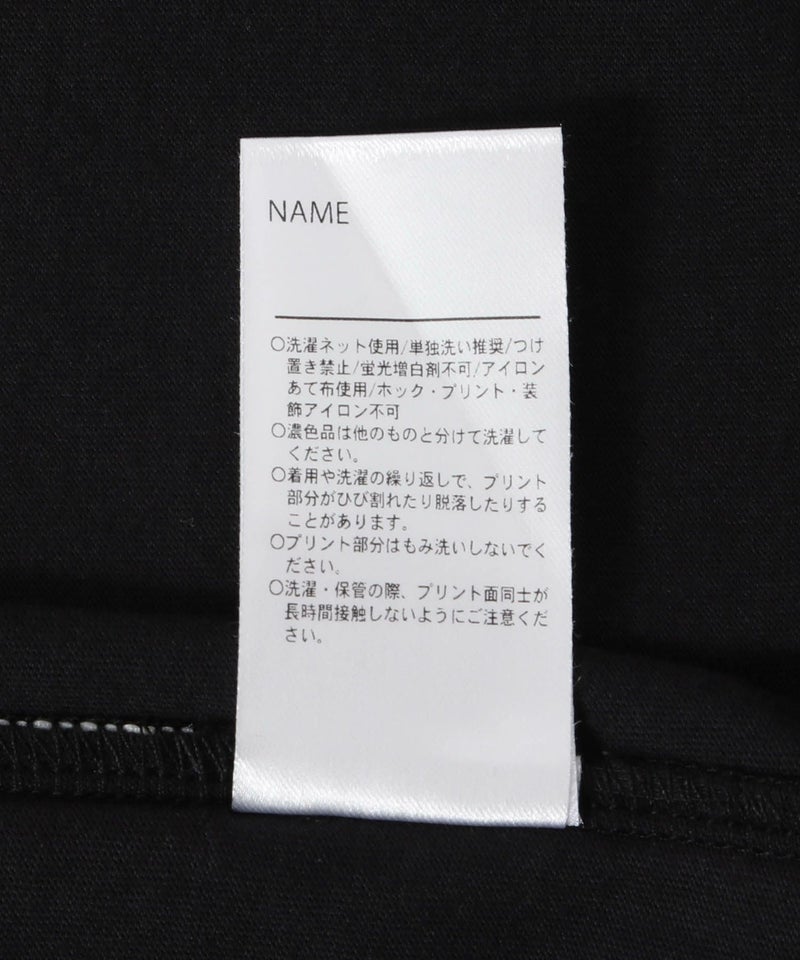 NAME
○洗濯ネット使用/単独洗い推奨/つけ
置き禁止/蛍光増白剤不可/アイロン
あて布使用/ホック・プリント・装
飾アイロン不可
○濃色品は他のものと分けて洗濯して
ください。
○着用や洗濯の繰り返しで、プリント
部分がひび割れたり脱落したりする
ことがあります。
○プリント部分はもみ洗いしないでく
ださい。
○洗濯・保管の際、プリント面同士が
長時間接触しないようにご注意くだ
さい。